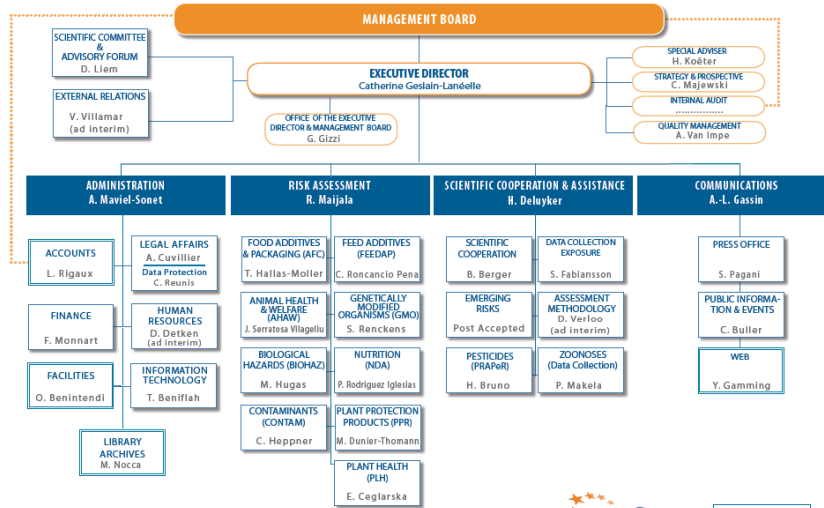 MANAGEMENT BOARD
SCIENTIFIC COMMITTEE
&
ADVISORY FORUM
D. Liem
EXTERNAL RELATIONS
V. Villamar
(ad interim)
EXECUTIVE DIRECTOR
Catherine Geslain-Lanéelle
OFFICE OF THE EXECUTIVE
DIRECTOR & MANAGEMENT BOARD
G. Gizzi
SPECIAL ADVISER
H. Koëter
STRATEGY & PROSPECTIVE
C. Majewski
INTERNAL AUDIT
................
QUALITY MANAGEMENT
A. Van Impe
ADMINISTRATION
A. Maviel-Sonet
ACCOUNTS
L. Rigaux
LEGAL AFFAIRS
A. Cuvillier
Data Protection
C. Reunis
FINANCE
F. Monnart
HUMAN
RESOURCES
D. Detken
(ad interim)
FACILITIES
O. Benintendi
INFORMATION
TECHNOLOGY
T. Beniflah
LIBRARY
ARCHIVES
M. Nocca
RISK ASSESSMENT
R. Maijala
FOOD ADDITIVES
& PACKAGING (AFC)
T. Hallas-Moller
FEED ADDITIVES
(FEEDAP)
C. Roncancio Pena
ANIMAL HEALTH
& WELFARE
(AHAW)
J. Serratosa Vilageliu
GENETICALLY
MODIFIED
ORGANISMS (GMO)
S. Renckens
BIOLOGICAL
HAZARDS (BIOHAZ)
M. Hugas
NUTRITION
(NDA)
P. Rodriguez Iglesias
CONTAMINANTS
(CONTAM)
C. Heppner
PLANT PROTECTION
PRODUCTS (PPR)
M. Dunier-Thomann
PLANT HEALTH
(PLH)
E. Ceglarska
SCIENTIFIC COOPERATION & ASSISTANCE
H. Deluyker
SCIENTIFIC
COOPERATION
B. Berger
DATA COLLECTION
EXPOSURE
S. Fabiansson
EMERGING
RISKS
Post Accepted
ASSESSMENT
METHODOLOGY
D. Verloo
(ad interim)
PESTICIDES
(PRAPeR)
H. Bruno
ZOONOSES
(Data Collection)
P. Makela
COMMUNICATIONS
A.-L. Gassin
PRESS OFFICE
S. Pagani
PUBLIC INFORMA-
TION & EVENTS
C. Buller
WEB
Y. Gamming